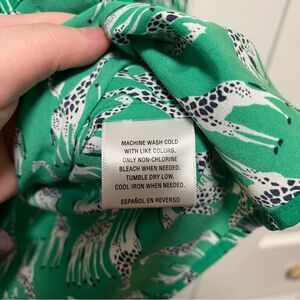 MACHINE WASH COLD
WITH LIKE COLORS.
ONLY NON-CHLORINE
BLEACH WHEN NEEDED.
TUMBLE DRY LOW.
COOL IRON WHEN NEEDED.
ESPAÑOL EN REVERSO